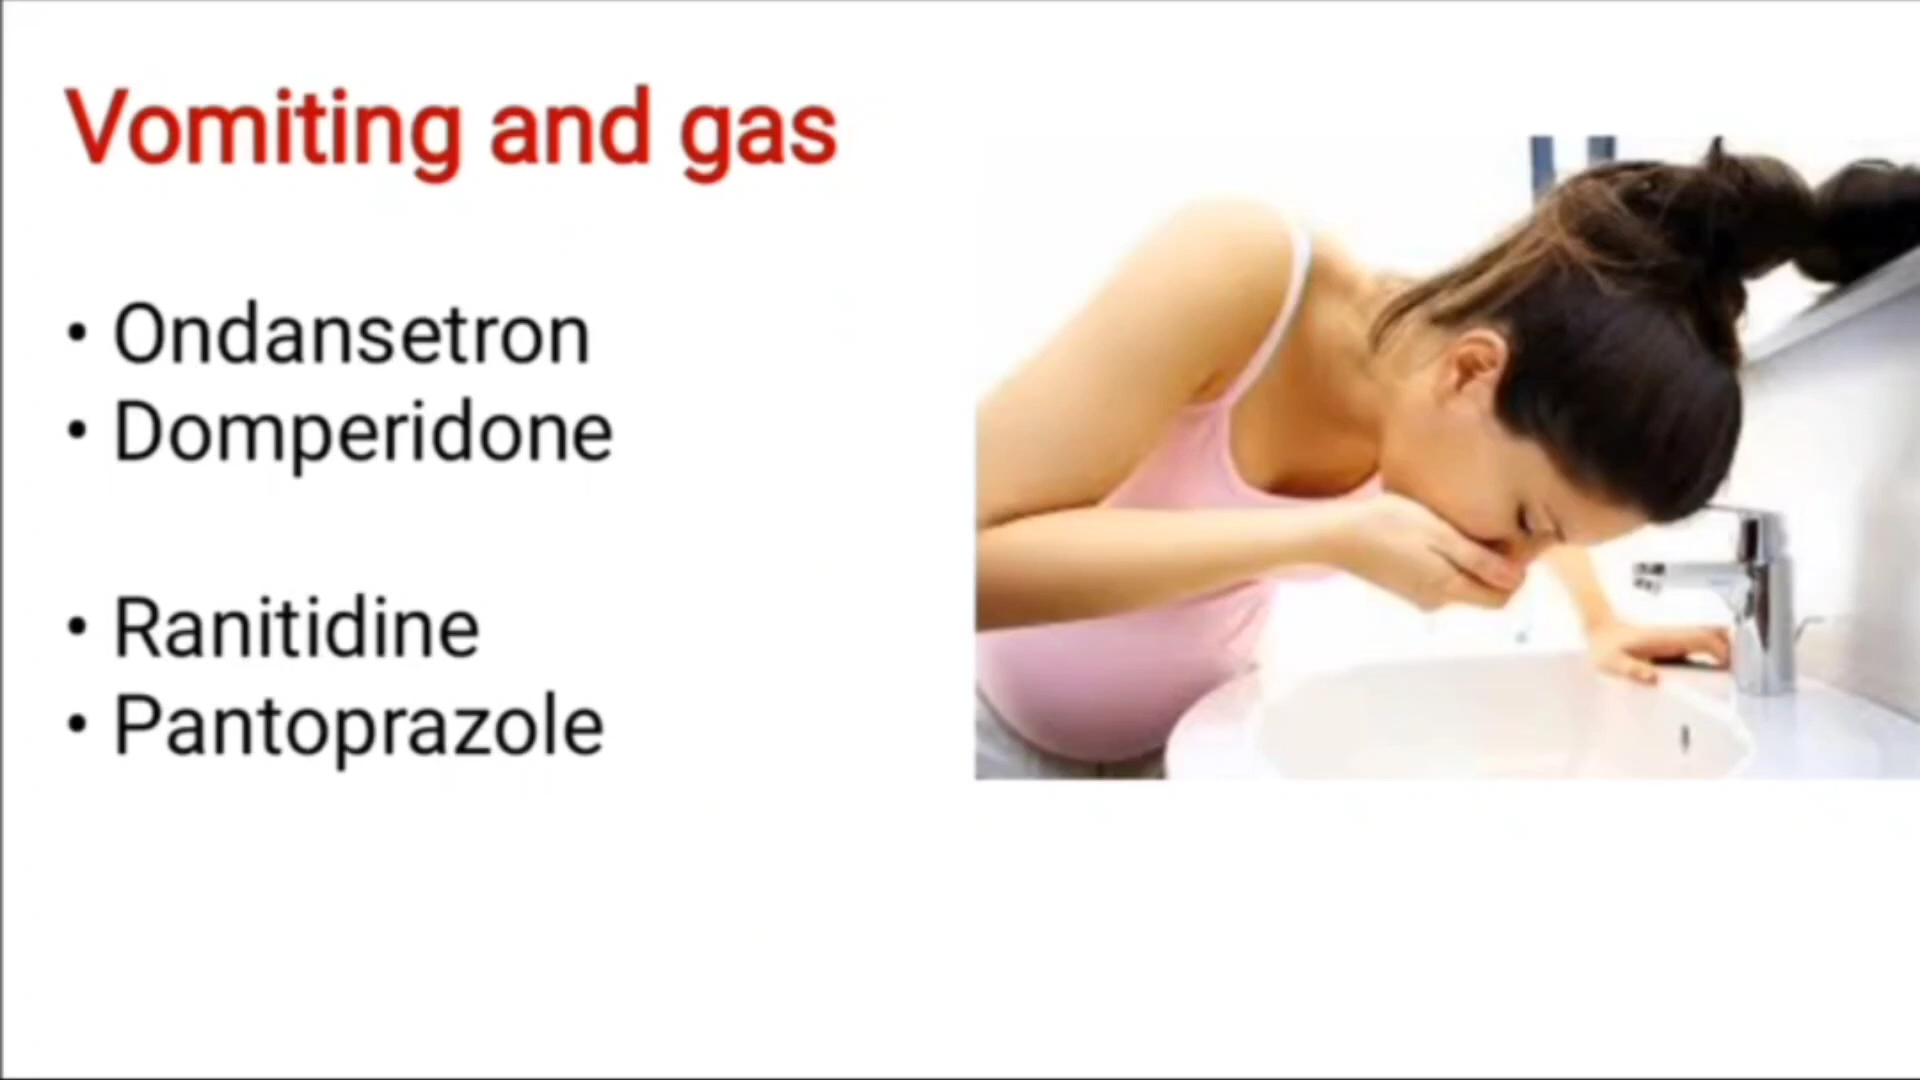 Vomiting and gas
• Ondansetron
• Domperidone
• Ranitidine
• Pantoprazole